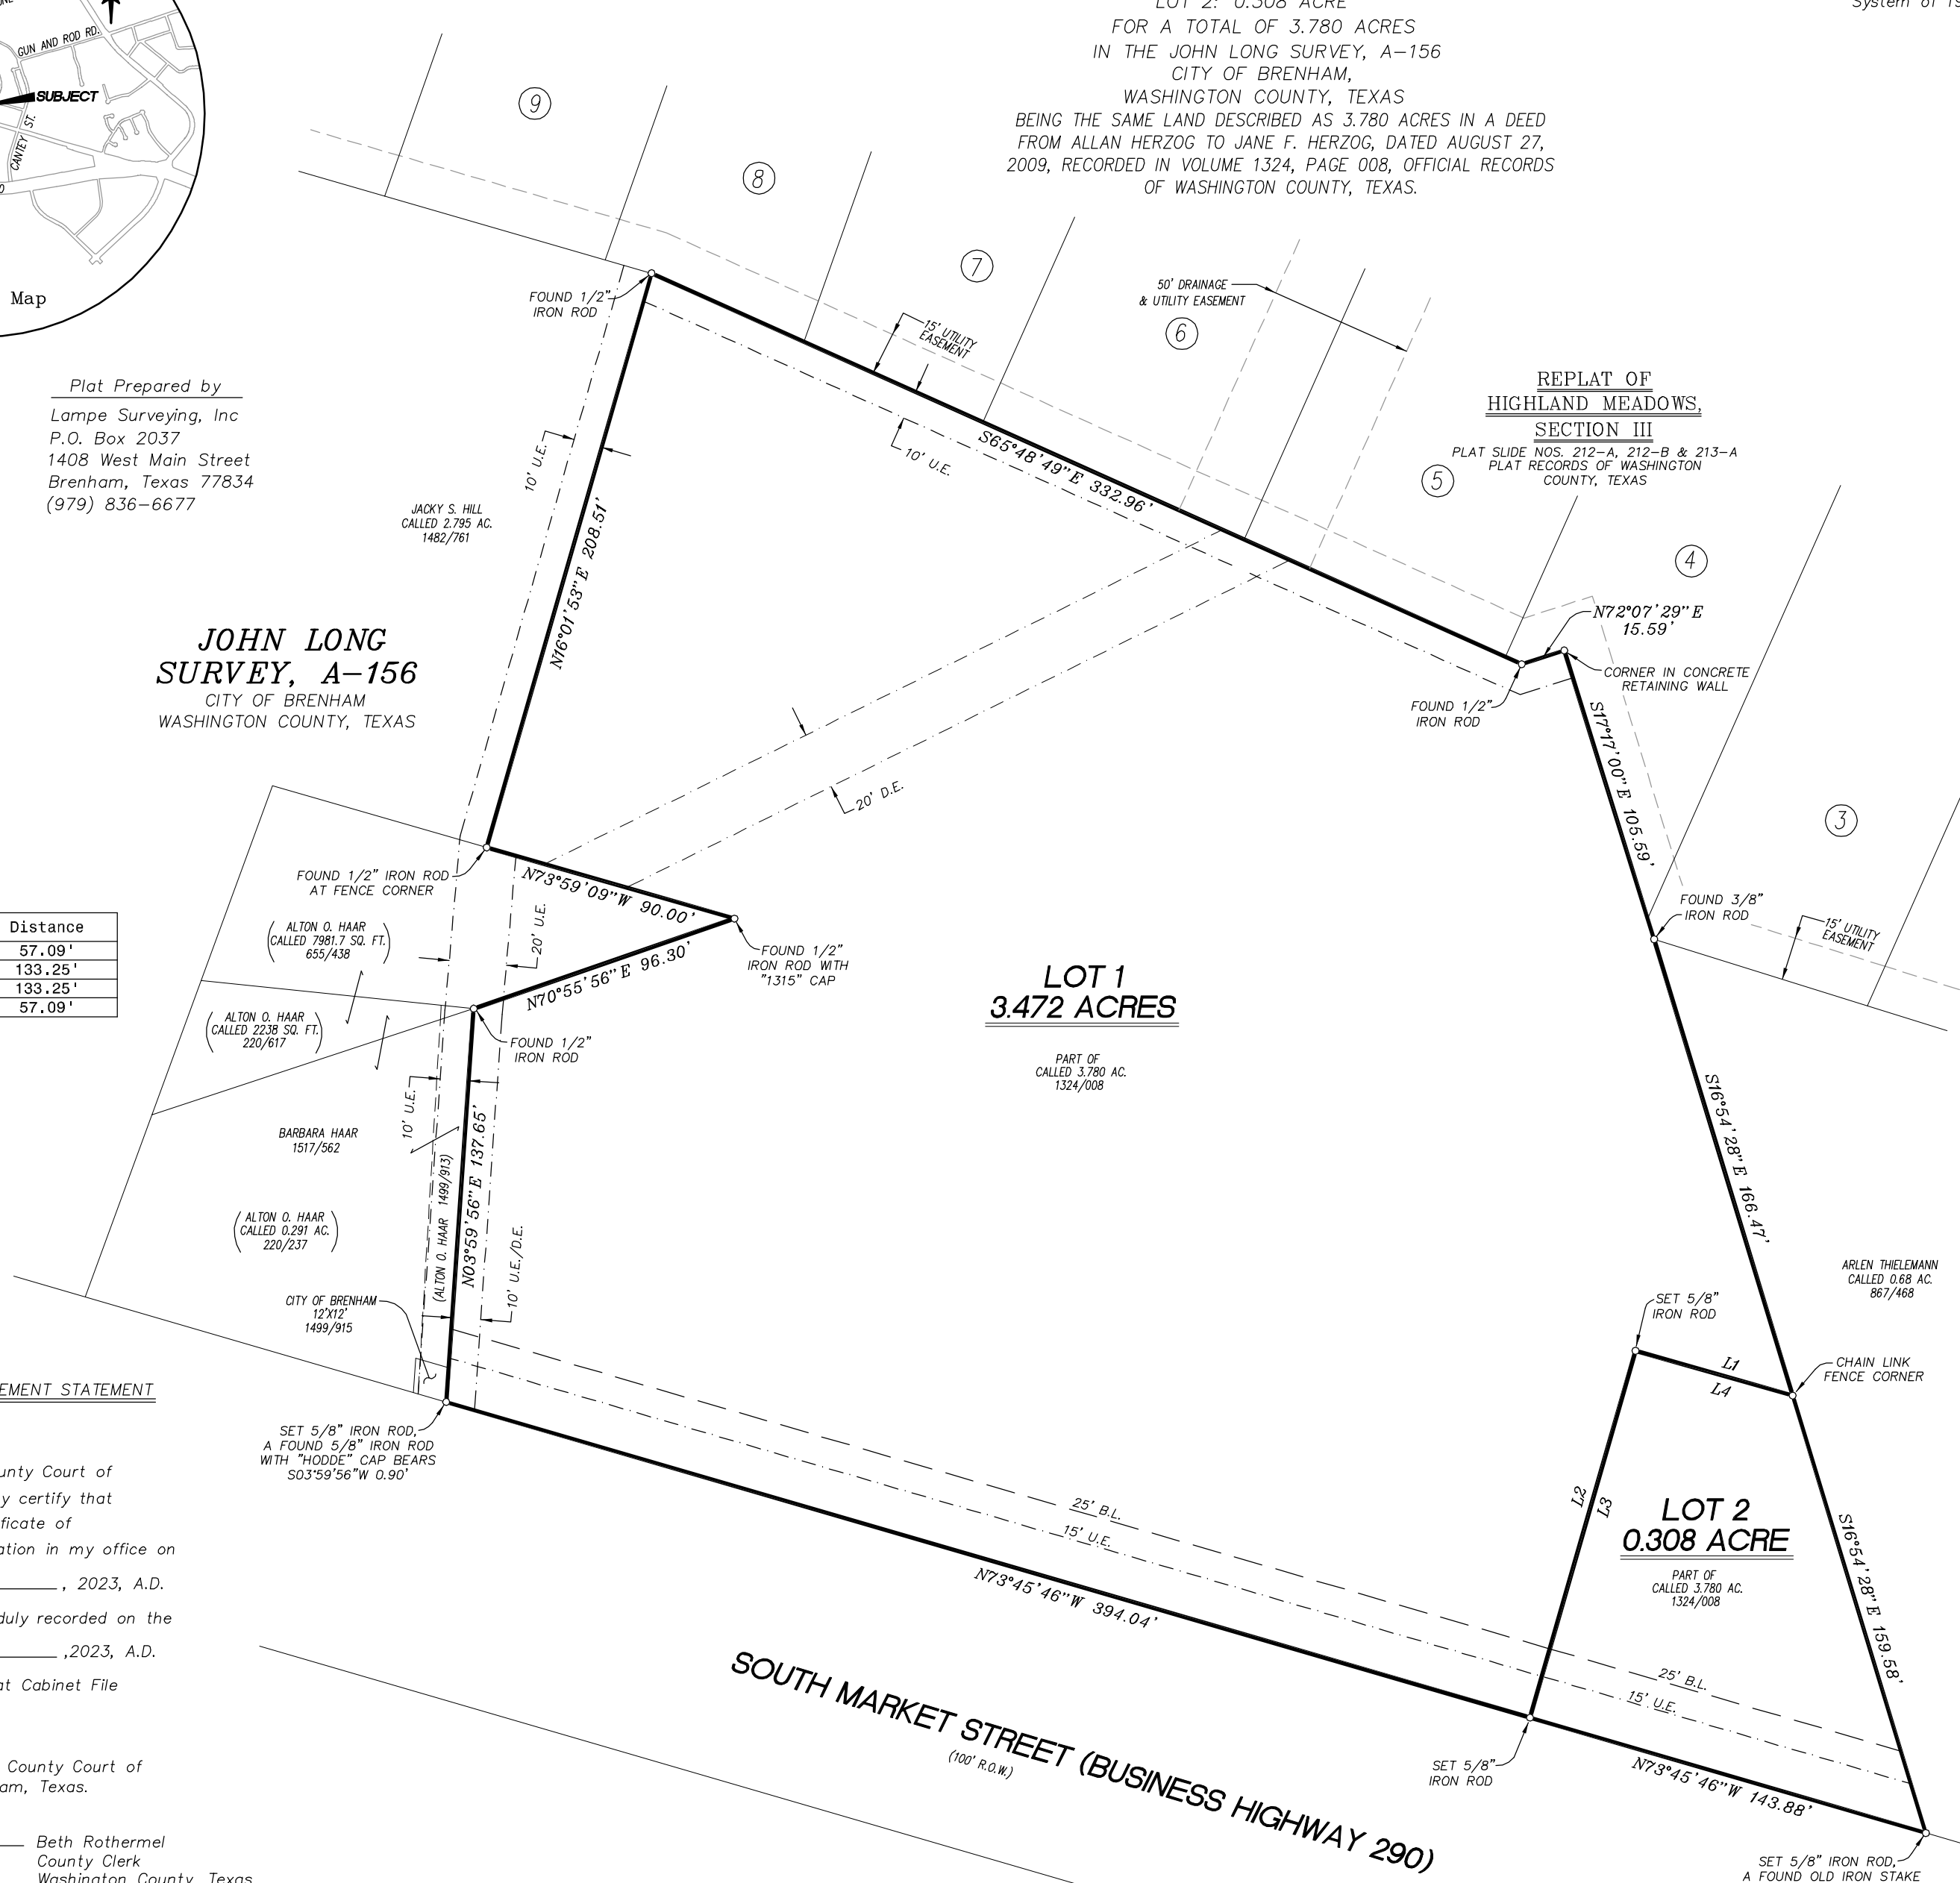 GUN AND ROD RD.
SUBJECT
CANTEY ST.
Map
LOT 2: 0.308 ACRE
FOR A TOTAL OF 3.780 ACRES
IN THE JOHN LONG SURVEY, A-156
CITY OF BRENHAM,
WASHINGTON COUNTY, TEXAS
BEING THE SAME LAND DESCRIBED AS 3.780 ACRES IN A DEED
FROM ALLAN HERZOG TO JANE F. HERZOG, DATED AUGUST 27,
2009, RECORDED IN VOLUME 1324, PAGE 008, OFFICIAL RECORDS
OF WASHINGTON COUNTY, TEXAS.
System of
9
8
7
6
5
4
3
50' DRAINAGE
& UTILITY EASEMENT
15' UTILITY
EASEMENT
FOUND 1/2"
IRON ROD
Plat Prepared by
Lampe Surveying, Inc
P.O. Box 2037
1408 West Main Street
Brenham, Texas 77834
(979) 836-6677
REPLAT OF
HIGHLAND MEADOWS,
SECTION III
PLAT SLIDE NOS. 212-A, 212-B & 213-A
PLAT RECORDS OF WASHINGTON
COUNTY, TEXAS
S65°48'49"E 332.96'
10' U.E.
10' U.E.
JACKY S. HILL
CALLED 2.795 AC.
1482/761
N16°01'53"E 208.51'
JOHN LONG
SURVEY, A-156
CITY OF BRENHAM
WASHINGTON COUNTY, TEXAS
N72°07'29"E
15.59'
CORNER IN CONCRETE
RETAINING WALL
FOUND 1/2"
IRON ROD
S17°17'00"E 105.59'
20' D.E.
FOUND 1/2" IRON ROD
AT FENCE CORNER
N73°59'09"W 90.00'
20' U.E.
FOUND 1/2"
IRON ROD WITH
"1315" CAP
N70°55'56"E 96.30'
FOUND 3/8"
IRON ROD
15' UTILITY
EASEMENT
Distance
57.09'
133.25'
133.25'
57.09'
ALTON O. HAAR
CALLED 7981.7 SQ. FT.
655/438
ALTON O. HAAR
CALLED 2238 SQ. FT.
220/617
FOUND 1/2"
IRON ROD
LOT 1
3.472 ACRES
PART OF
CALLED 3.780 AC.
1324/008
10' U.E.
BARBARA HAAR
1517/562
(ALTON O. HAAR 1499/913)
N03°59'56"E 137.65'
10' U.E./D.E.
ALTON O. HAAR
CALLED 0.291 AC.
220/237
S16°54'28"E 166.47'
ARLEN THIELEMANN
CALLED 0.68 AC.
867/468
CITY OF BRENHAM
12'X12'
1499/915
SET 5/8"
IRON ROD
L1
L4
CHAIN LINK
FENCE CORNER
EMENT STATEMENT
SET 5/8" IRON ROD,
A FOUND 5/8" IRON ROD
WITH "HODDE" CAP BEARS
S03°59'56"W 0.90'
unty Court of
y certify that
ficate of
ation in my office on
, 2023, A.D.
duly recorded on the
,2023, A.D.
at Cabinet File
County Court of
am, Texas.
Beth Rothermel
County Clerk
Washington County, Texas
25' B.L.
15' U.E.
N73°45'46"W 394.04'
L2
L3
LOT 2
0.308 ACRE
PART OF
CALLED 3.780 AC.
1324/008
S16°54'28"E 159.58'
25' B.L.
15' U.E.
SOUTH MARKET STREET (BUSINESS HIGHWAY 290)
(100' R.O.W.)
SET 5/8"
IRON ROD
N73°45'46"W 143.88'
SET 5/8" IRON ROD,
A FOUND OLD IRON STAKE